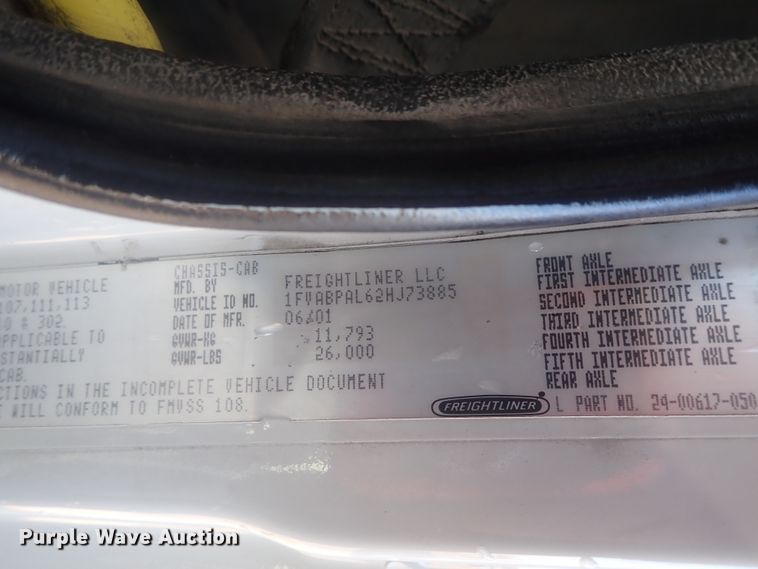 MOTOR VEHICLE
107,111,113
0 & 302.
APPLICABLE TO
STANTIALLY
CAB.
CTIONS IN THE INCOMPLETE VEHICLE DOCUMENT
E WILL CONFORM TO FMVSS 108.
CHASSIS-CAB
MFD. BY FREIGHTLINER LLC
VEHICLE ID NO. 1FVABPAL62HJ73885
DATE OF MFR. 06/01
GVWR-KG 11,793
GVWR-LBS 26,000
FRONT AXLE
FIRST INTERMEDIATE AXLE
SECOND INTERMEDIATE AXLE
THIRD INTERMEDIATE AXLE
FOURTH INTERMEDIATE AXLE
FIFTH INTERMEDIATE AXLE
REAR AXLE
FREIGHTLINER L PART NO. 24-00617-050
Purple Wave Auction